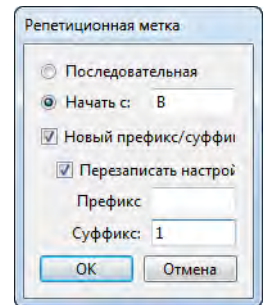 Репетиционная метка
Последовательная
Начать с: B
Новый префикс/суффи
Перезаписать настрой
Префикс
Суффикс: 1
OK Отмена